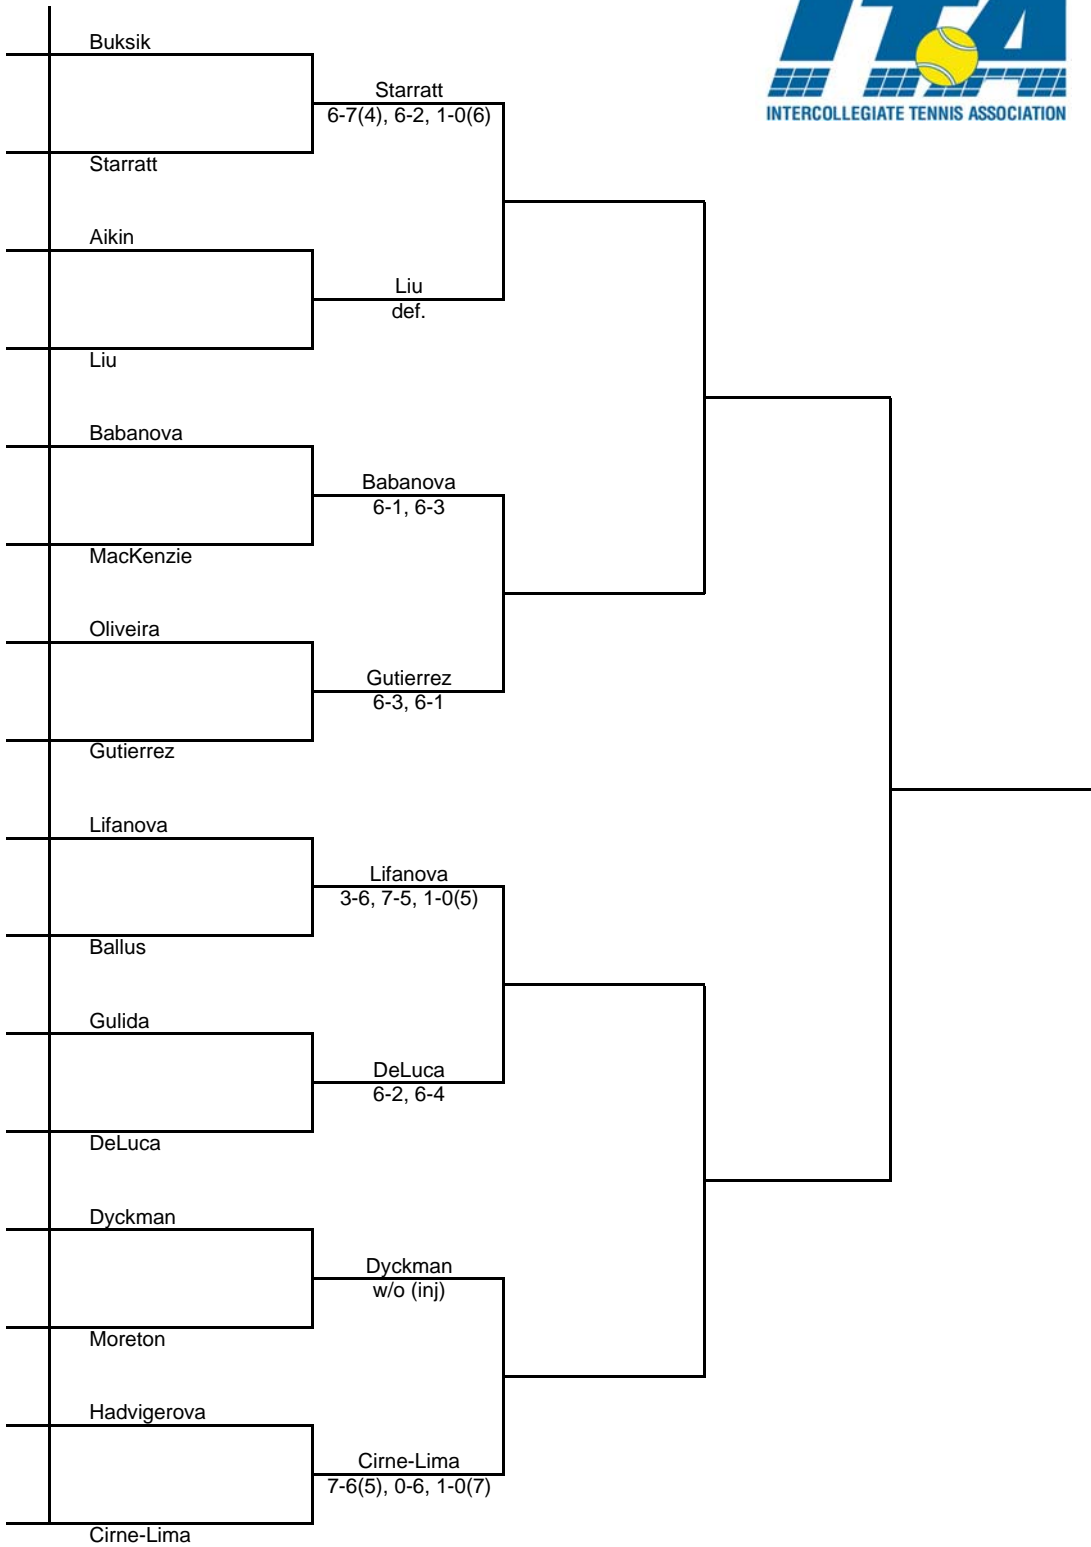 ITA
INTERCOLLEGIATE TENNIS ASSOCIATION
Buksik
Starratt
6-7(4), 6-2, 1-0(6)
Starratt
Aikin
Liu
def.
Liu
Babanova
Babanova
6-1, 6-3
MacKenzie
Oliveira
Gutierrez
6-3, 6-1
Gutierrez
Lifanova
Lifanova
3-6, 7-5, 1-0(5)
Ballus
Gulida
DeLuca
6-2, 6-4
DeLuca
Dyckman
Dyckman
w/o (inj)
Moreton
Hadvigerova
Cirne-Lima
7-6(5), 0-6, 1-0(7)
Cirne-Lima